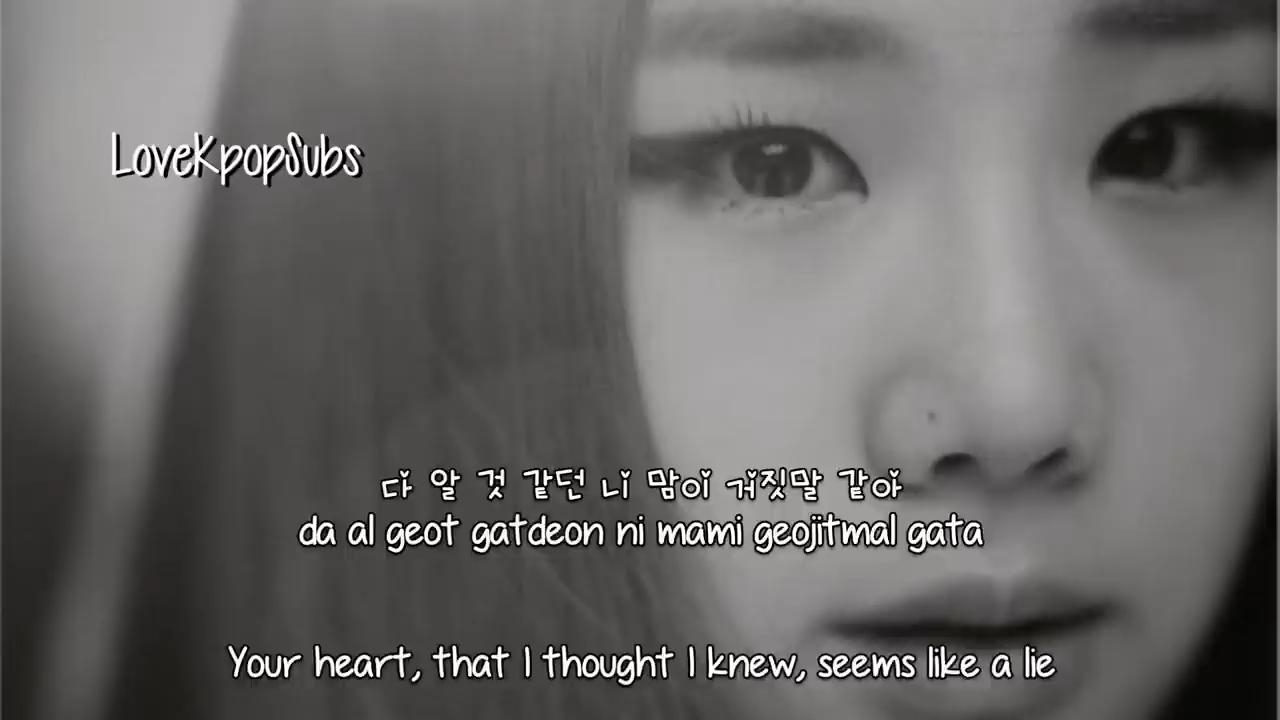 LoveKpopSubs
다 알 것 같던 니 맘이 거짓말 같아
da al geot gatdeon ni mami geojitmal gata
Your heart, that I thought I knew, seems like a lie